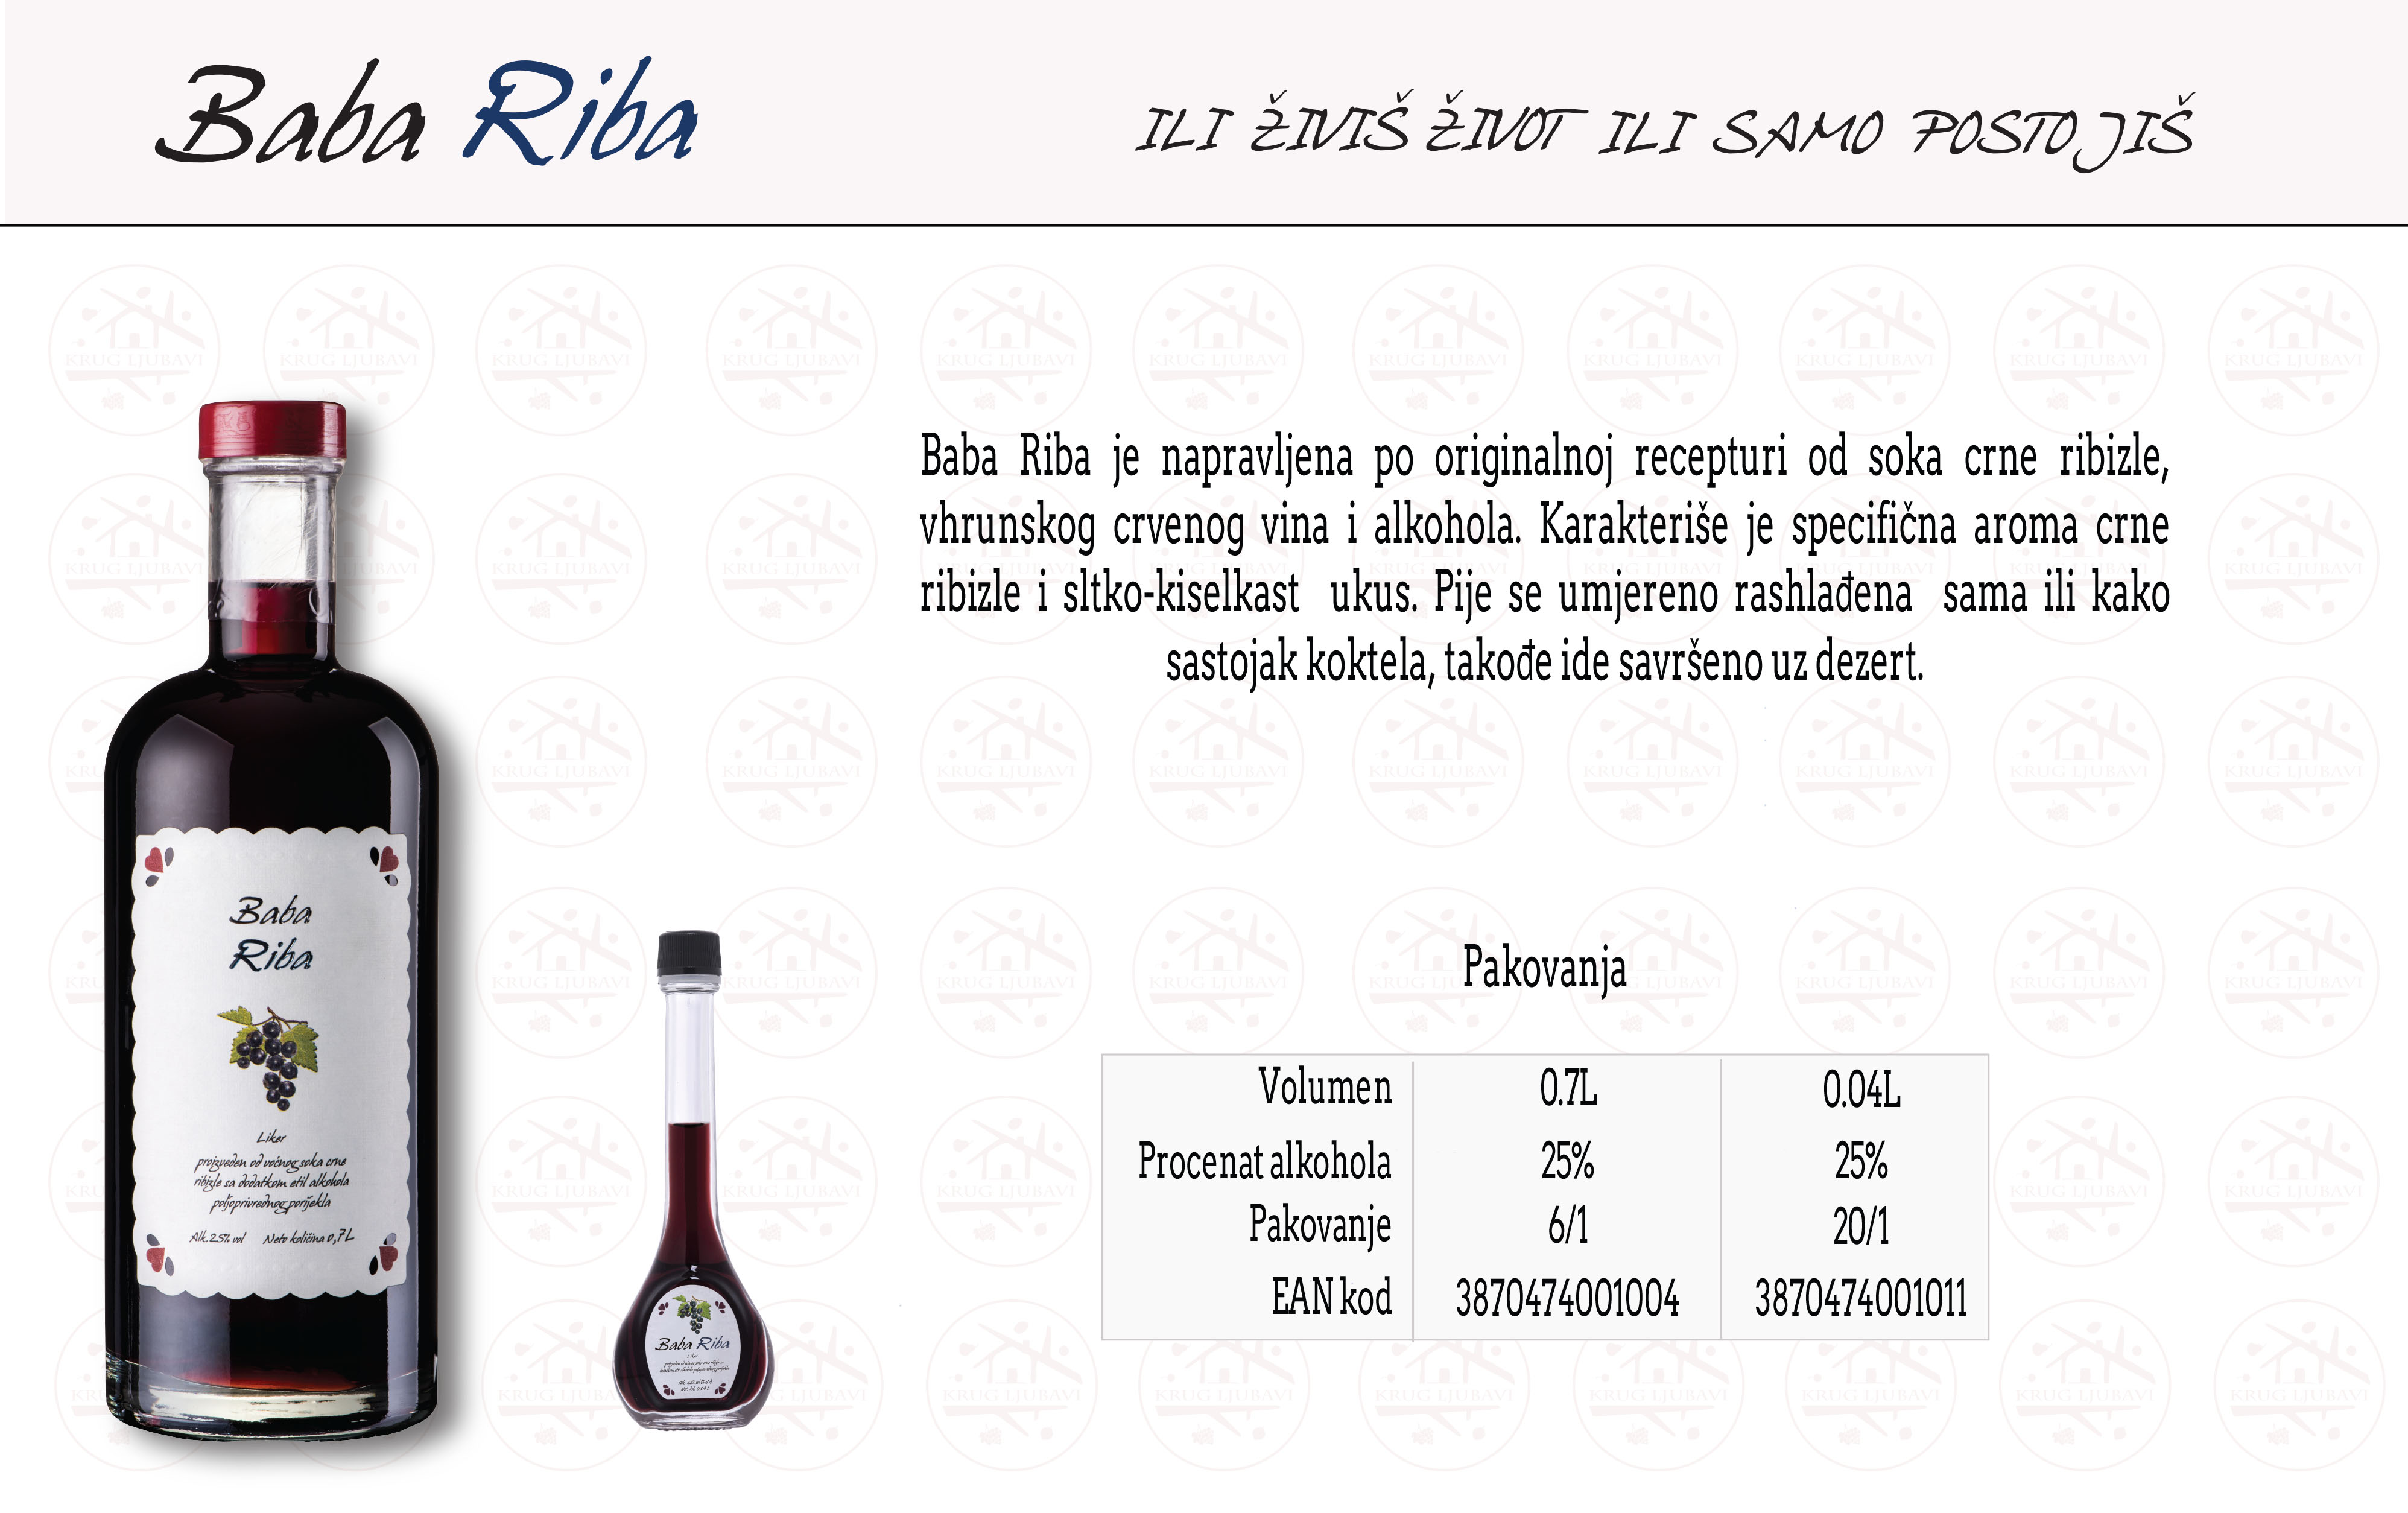 Baba Riba
ILI ŽIVIŠ ŽIVOT ILI SAMO POSTOJIŠ
Baba Riba je napravljena po originalnoj recepturi od soka crne ribizle,
vhrunskog crvenog vina i alkohola. Karakteriše je specifična aroma crne
ribizle i sltko-kiselkast ukus. Pije se umjereno rashlađena sama ili kako
sastojak koktela, takođe ide savršeno uz dezert.
Baba
Riba
Liker
proizveden od voćnog soka crne
ribizle sa dodatkom etil alkohola
poljoprivrednog porijekla
Alk. 25% vol Neto količina 0,7 L
Baba Riba
Liker
Pakovanja
Volumen 0.7L 0.04L
Procenat alkohola 25% 25%
Pakovanje 6/1 20/1
EAN kod 3870474001004 3870474001011
KRUG LJUBAVI